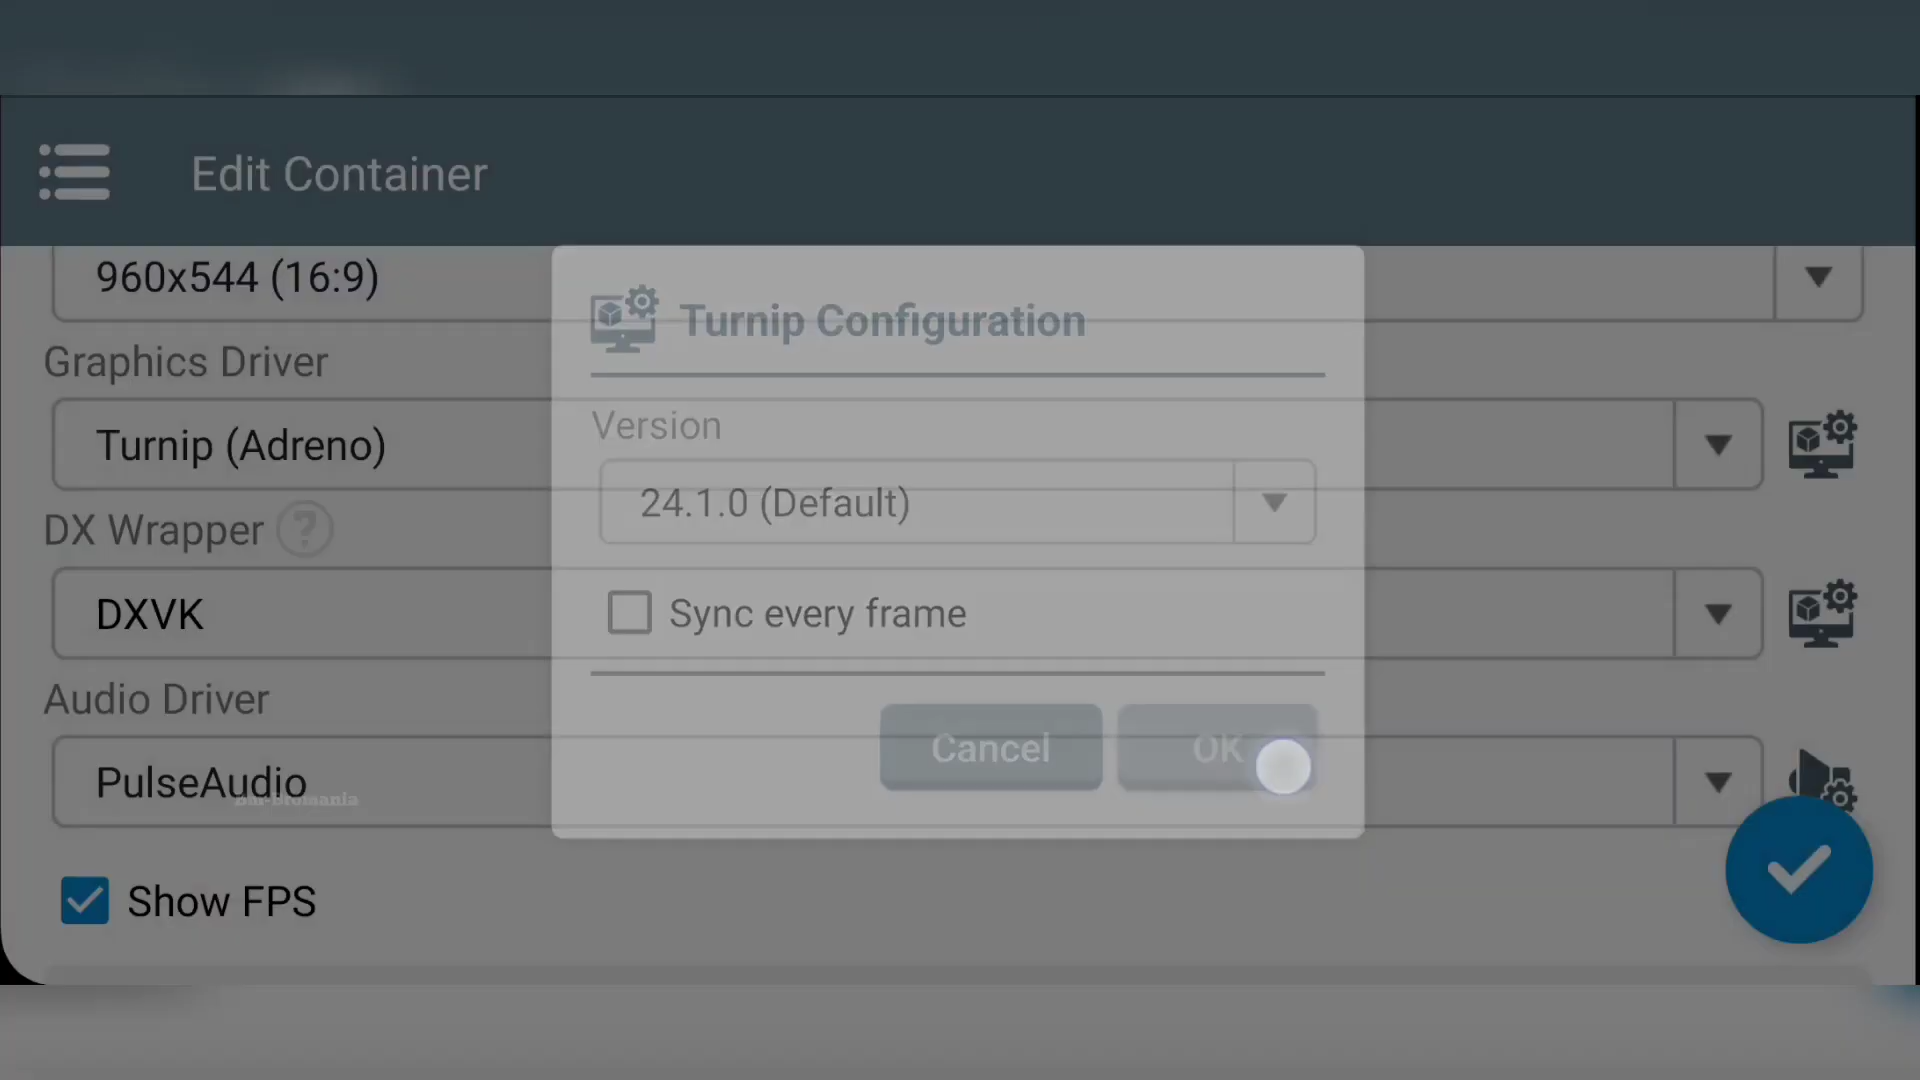 Edit Container
960x544 (16:9)
Turnip Configuration
Graphics Driver
Version
Turnip (Adreno)
24.1.0 (Default)
DX Wrapper ?
DXVK
Sync every frame
Audio Driver
Cancel
OK
PulseAudio
Show FPS